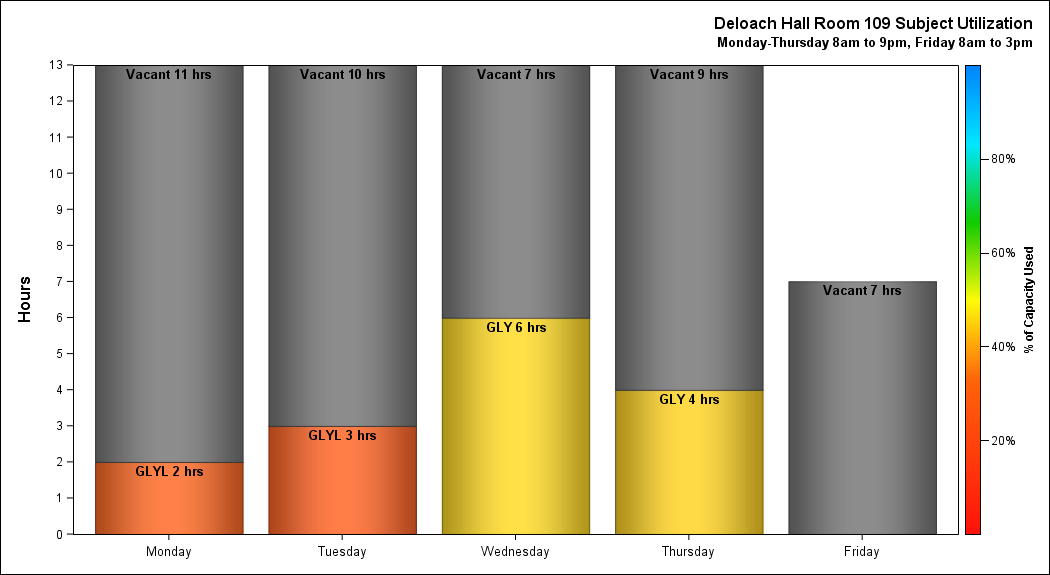 Deloach Hall Room 109 Subject Utilization
Monday-Thursday 8am to 9pm, Friday 8am to 3pm
13
12
11
10
9
8
7
6
5
4
3
2
1
0
Hours
Vacant 11 hrs
Vacant 10 hrs
Vacant 7 hrs
Vacant 9 hrs
Vacant 7 hrs
GLY 6 hrs
GLY 4 hrs
GLYL 3 hrs
GLYL 2 hrs
Monday
Tuesday
Wednesday
Thursday
Friday
80%
60%
40%
20%
% of Capacity Used